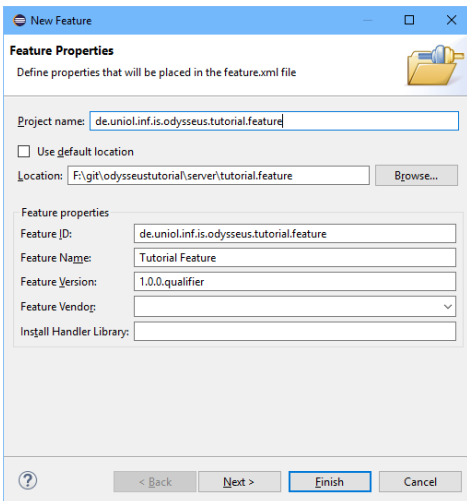 New Feature
Feature Properties
Define properties that will be placed in the feature.xml file
Project name: de.uniol.inf.is.odysseus.tutorial.feature
Use default location
Location: F:\git\odysseustutorial\server\tutorial.feature Browse...
Feature properties
Feature ID: de.uniol.inf.is.odysseus.tutorial.feature
Feature Name: Tutorial Feature
Feature Version: 1.0.0.qualifier
Feature Vendor:
Install Handler Library:
? < Back Next > Finish Cancel